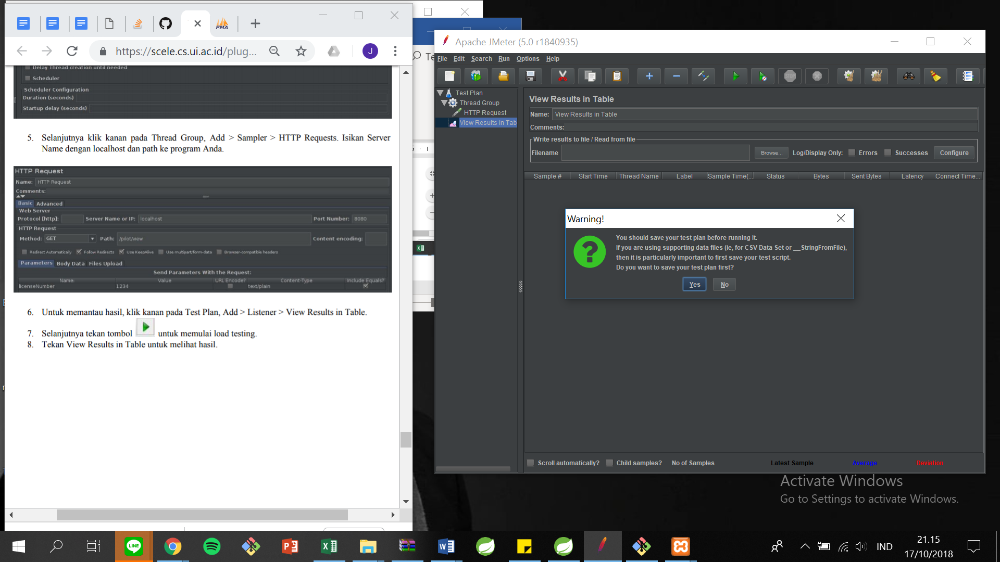 PMA
https://scele.cs.ui.ac.id/plug...
J
Delay Thread creation until needed
Scheduler
Scheduler Configuration
Duration (seconds)
Startup delay (seconds)
5. Selanjutnya klik kanan pada Thread Group, Add > Sampler > HTTP Requests. Isikan Server
Name dengan localhost dan path ke program Anda.
HTTP Request
Name: HTTP Request
Comments:
Basic Advanced
Web Server
Protocol [http]: Server Name or IP: localhost Port Number: 8080
HTTP Request
Method: GET Path: /pilot/view Content encoding:
Redirect Automatically Follow Redirects Use KeepAlive Use multipart/form-data Browser-compatible headers
Parameters Body Data Files Upload
Send Parameters With the Request:
Name: Value URL Encode? Content-Type Include Equals?
licenseNumber 1234 text/plain
6. Untuk memantau hasil, klik kanan pada Test Plan, Add > Listener > View Results in Table.
7. Selanjutnya tekan tombol untuk memulai load testing.
8. Tekan View Results in Table untuk melihat hasil.
Te
Apache JMeter (5.0 r1840935)
File Edit Search Run Options Help
STOP
Test Plan
Thread Group
HTTP Request
View Results in Tab
View Results in Table
Name: View Results in Table
Comments:
Write results to file / Read from file
Filename Browse... Log/Display Only: Errors Successes Configure
Sample # Start Time Thread Name Label Sample Time(... Status Bytes Sent Bytes Latency Connect Time...
Warning!
You should save your test plan before running it.
If you are using supporting data files (ie, for CSV Data Set or __StringFromFile),
then it is particularly important to first save your test script.
Do you want to save your test plan first?
Yes No
Scroll automatically? Child samples? No of Samples Latest Sample Average Deviation
Activate Windows
Go to Settings to activate Windows.
LINE
IND
21.15
17/10/2018